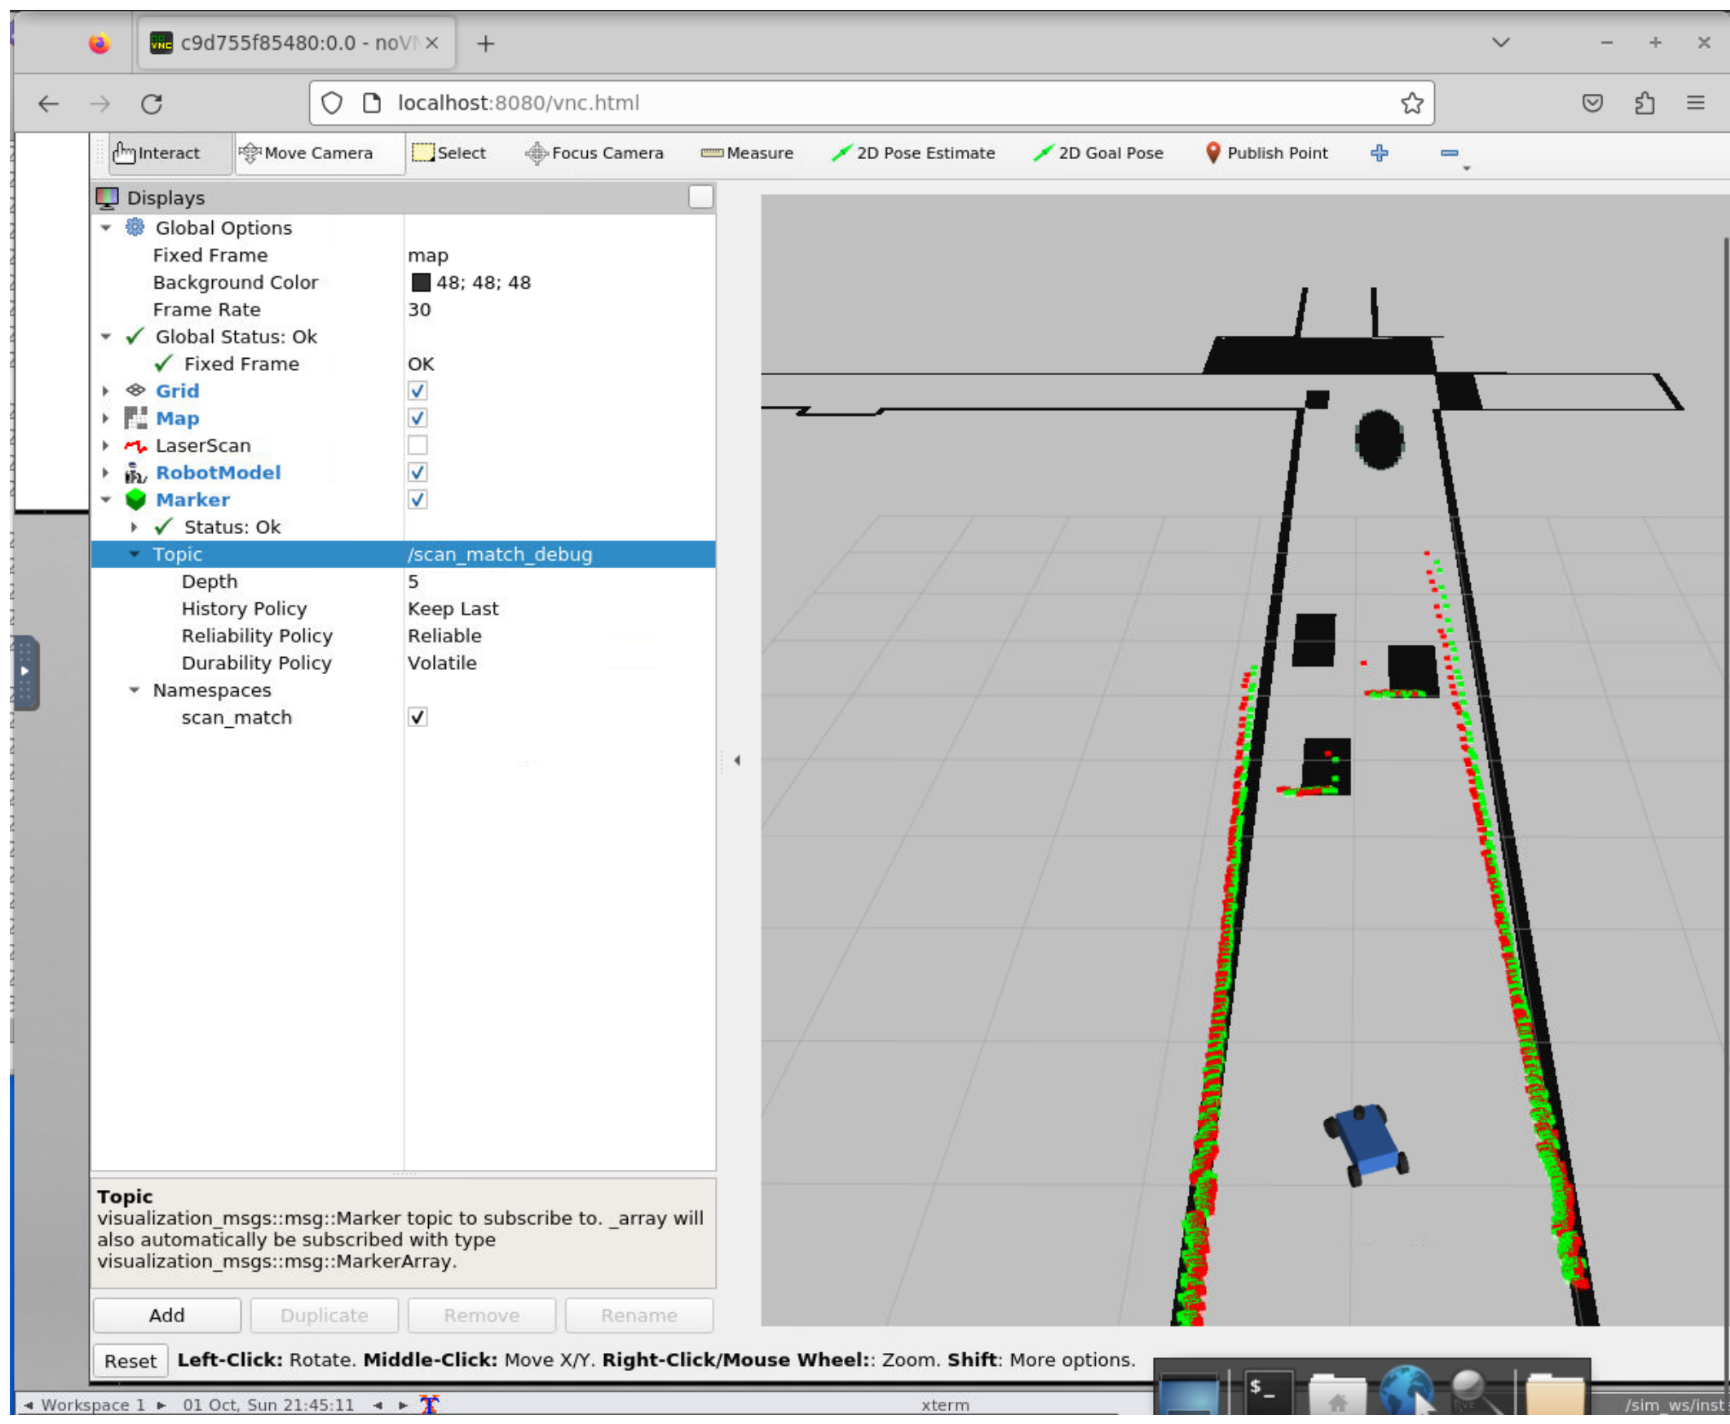 c9d755f85480:0.0 - noV
localhost:8080/vnc.html
Interact Move Camera Select Focus Camera Measure 2D Pose Estimate 2D Goal Pose Publish Point
Displays
Global Options
Fixed Frame map
Background Color 48; 48; 48
Frame Rate 30
Global Status: Ok
Fixed Frame OK
Grid
Map
LaserScan
RobotModel
Marker
Status: Ok
Topic /scan_match_debug
Depth 5
History Policy Keep Last
Reliability Policy Reliable
Durability Policy Volatile
Namespaces
scan_match
Topic
visualization_msgs::msg::Marker topic to subscribe to. _array will
also automatically be subscribed with type
visualization_msgs::msg::MarkerArray.
Add Duplicate Remove Rename
Reset Left-Click: Rotate. Middle-Click: Move X/Y. Right-Click/Mouse Wheel:: Zoom. Shift: More options.
Workspace 1 01 Oct, Sun 21:45:11 xterm /sim_ws/inst